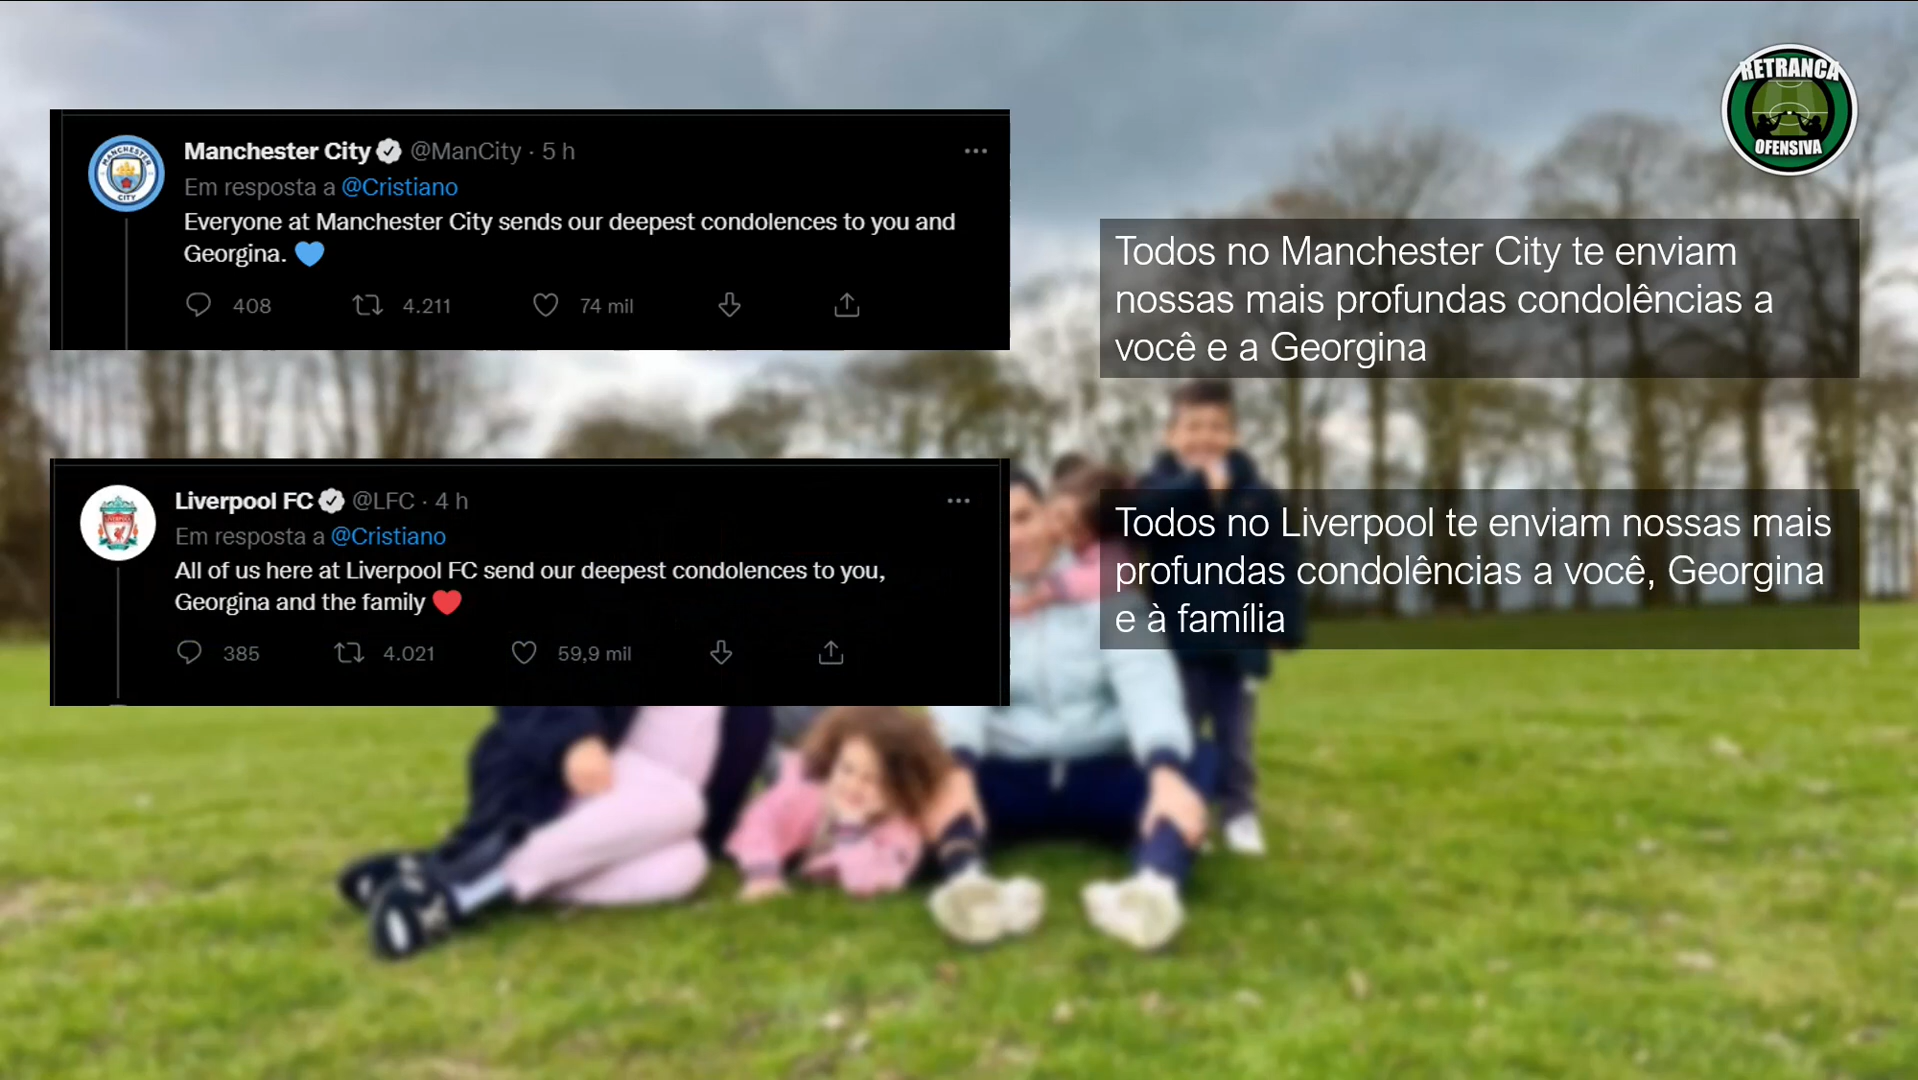 RETRANCA
OFENSIVA
MANCHESTER
CITY
Manchester City @ManCity · 5 h
Em resposta a @Cristiano
Everyone at Manchester City sends our deepest condolences to you and
Georgina. 💙
408 4.211 74 mil
Todos no Manchester City te enviam
nossas mais profundas condolências a
você e a Georgina
Liverpool FC @LFC · 4 h
Em resposta a @Cristiano
All of us here at Liverpool FC send our deepest condolences to you,
Georgina and the family ❤️
385 4.021 59,9 mil
Todos no Liverpool te enviam nossas mais
profundas condolências a você, Georgina
e à família